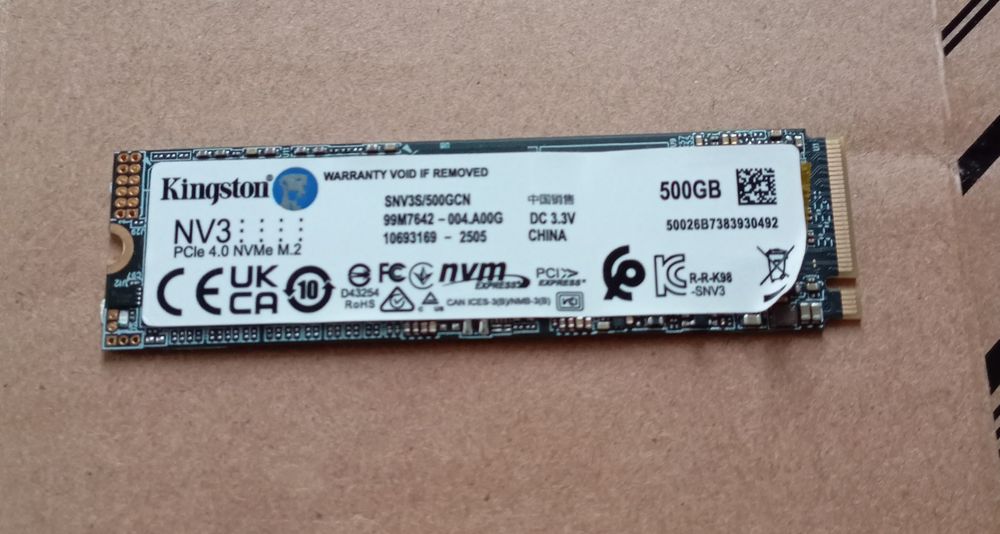 Kingston
WARRANTY VOID IF REMOVED
NV3
PCIe 4.0 NVMe M.2
SNV3S/500GCN
99M7642 - 004.A00G
10693169 - 2505
中国销售
DC 3.3V
CHINA
500GB
50026B7383930492
CE
UK
CA
10
D43254
RoHS
FC
CAN ICES-3(B)/NMB-3(B)
nvm
EXPRESS
PCI
EXPRESS
R-R-K98
-SNV3